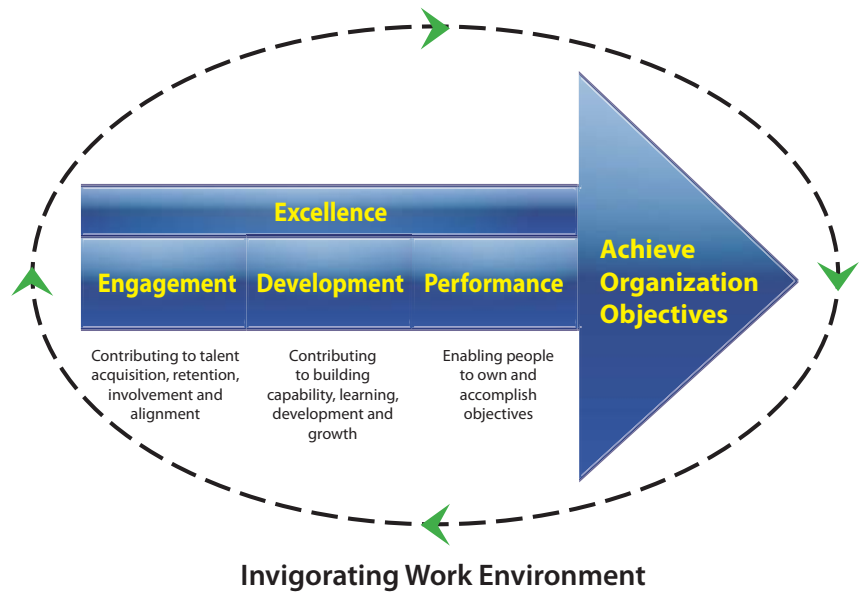 Excellence
Engagement
Development
Performance
Achieve
Organization
Objectives
Contributing to talent
acquisition, retention,
involvement and
alignment
Contributing
to building
capability, learning,
development and
growth
Enabling people
to own and
accomplish
objectives
Invigorating Work Environment